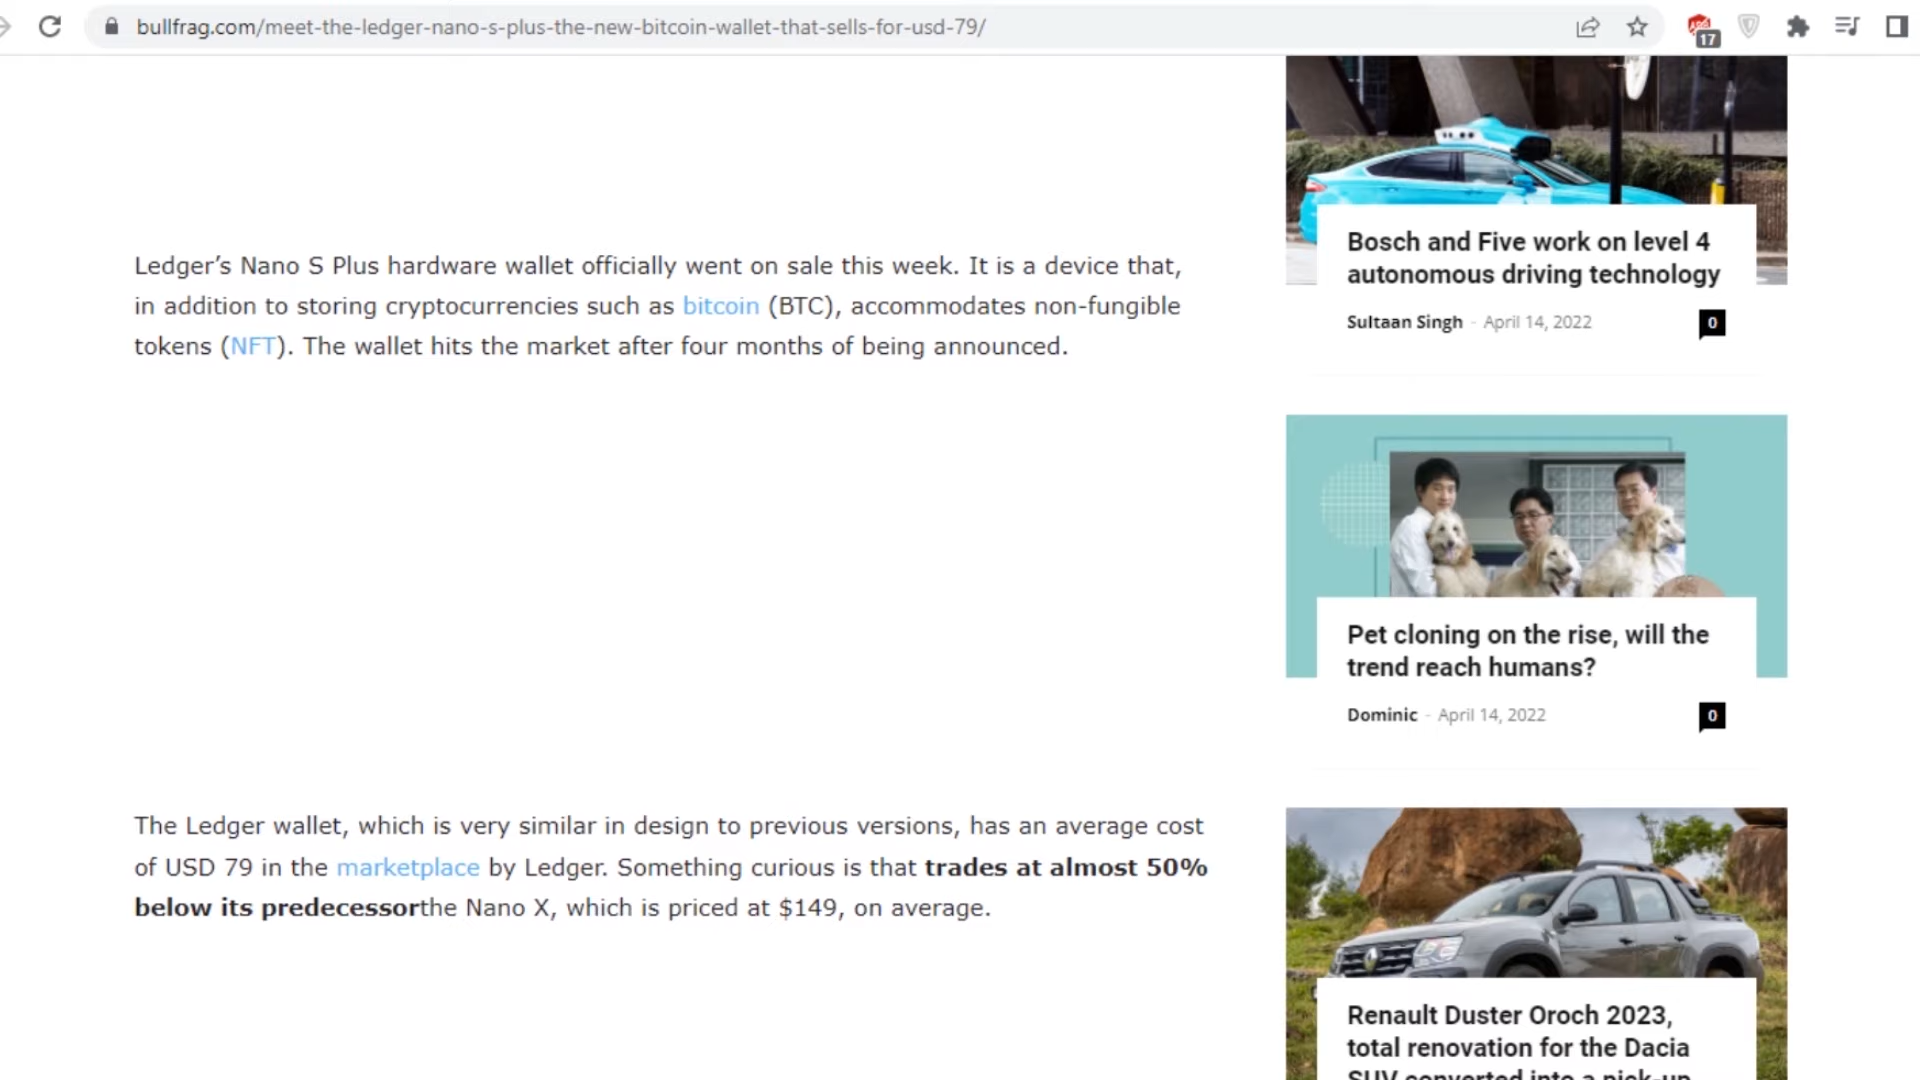 bullfrag.com/meet-the-ledger-nano-s-plus-the-new-bitcoin-wallet-that-sells-for-usd-79/
17
Ledger’s Nano S Plus hardware wallet officially went on sale this week. It is a device that,
in addition to storing cryptocurrencies such as bitcoin (BTC), accommodates non-fungible
tokens (NFT). The wallet hits the market after four months of being announced.
The Ledger wallet, which is very similar in design to previous versions, has an average cost
of USD 79 in the marketplace by Ledger. Something curious is that trades at almost 50%
below its predecessorthe Nano X, which is priced at $149, on average.
Bosch and Five work on level 4
autonomous driving technology
Sultaan Singh - April 14, 2022
0
Pet cloning on the rise, will the
trend reach humans?
Dominic - April 14, 2022
0
Renault Duster Oroch 2023,
total renovation for the Dacia
SUV converted into a pick-up